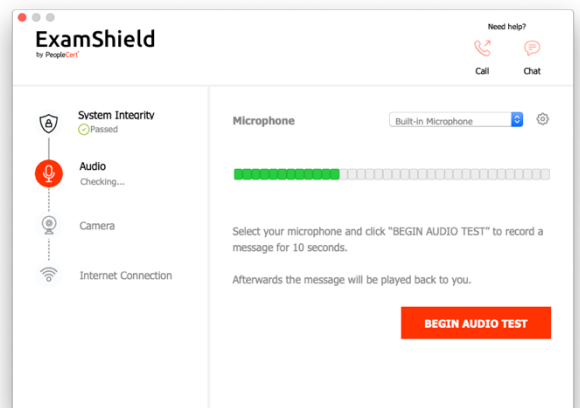 ExamShield
by PeopleCert
Need help?
Call
Chat
System Integrity
Passed
Audio
Checking...
Camera
Internet Connection
Microphone
Built-in Microphone
Select your microphone and click "BEGIN AUDIO TEST" to record a
message for 10 seconds.
Afterwards the message will be played back to you.
BEGIN AUDIO TEST